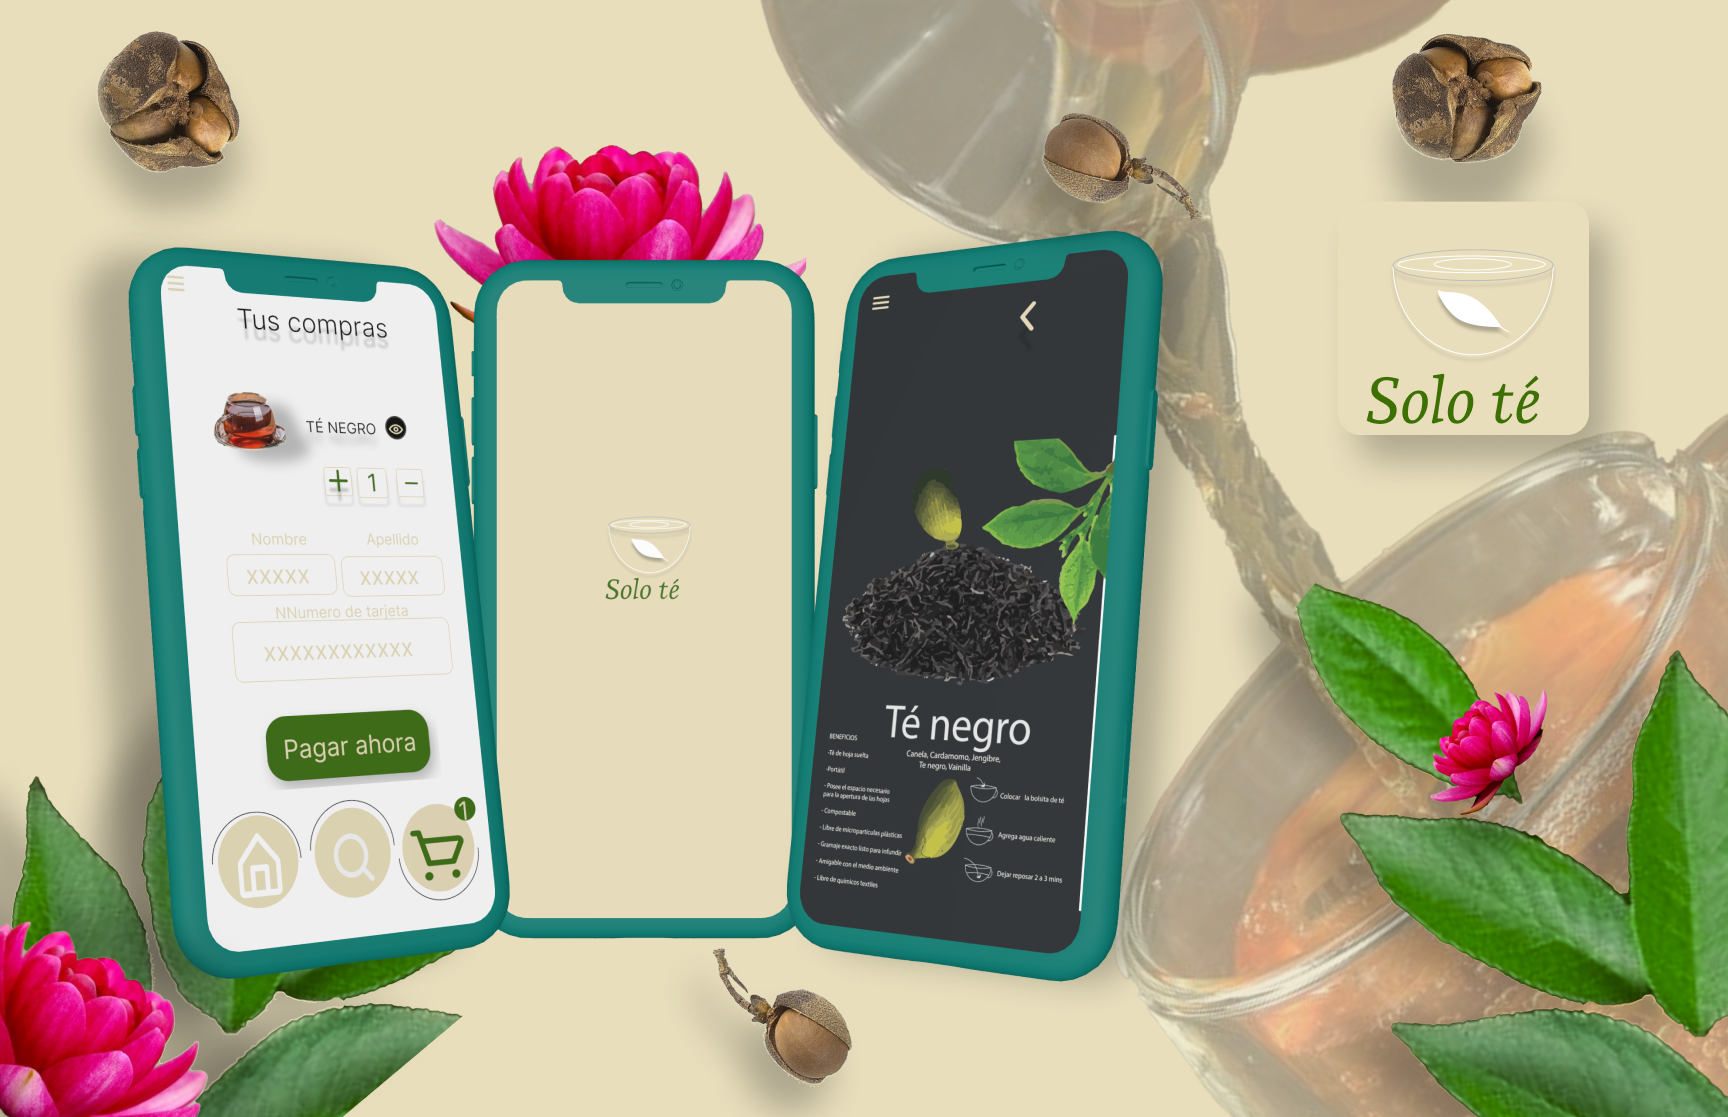 Tus compras
TÉ NEGRO
+ 1 -
Nombre
Apellido
XXXXX
XXXXX
NNumero de tarjeta
XXXXXXXXXXXX
Pagar ahora
1
Solo té
Té negro
Canela, Cardamomo, Jengibre,
Te negro, Vainilla
BENEFICIOS
-Té de hoja suelta
-Portátil
- Posee el espacio necesario
para la apertura de las hojas
- Compostable
- Libre de microparticulas plásticas
- Gramaje exacto listo para infundir
- Amigable con el medio ambiente
- Libre de quimicos textiles
Colocar la bolsita de té
Agrega agua caliente
Dejar reposar 2 a 3 mins
Solo té